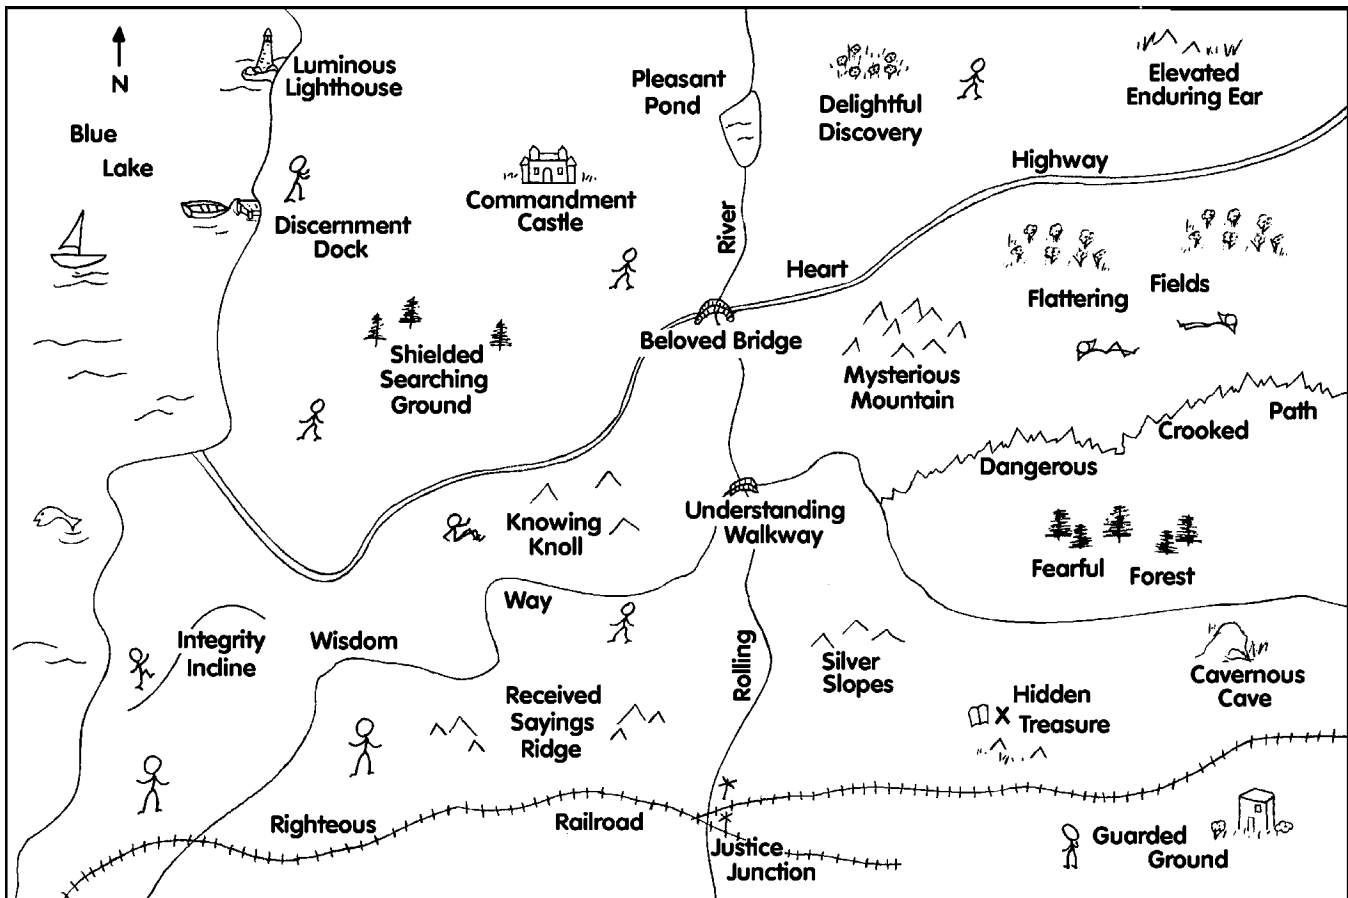 N
Luminous
Lighthouse
Blue
Lake
Pleasant
Pond
Delightful
Discovery
Elevated
Enduring Ear
Highway
Commandment
Castle
Discernment
Dock
River
Heart
Flattering
Fields
Beloved Bridge
Shielded
Searching
Ground
Mysterious
Mountain
Path
Crooked
Dangerous
Knowing
Knoll
Understanding
Walkway
Fearful
Forest
Way
Integrity
Incline
Wisdom
Rolling
Silver
Slopes
Cavernous
Cave
Received
Sayings
Ridge
Hidden
Treasure
X
Righteous
Railroad
Justice
Junction
Guarded
Ground